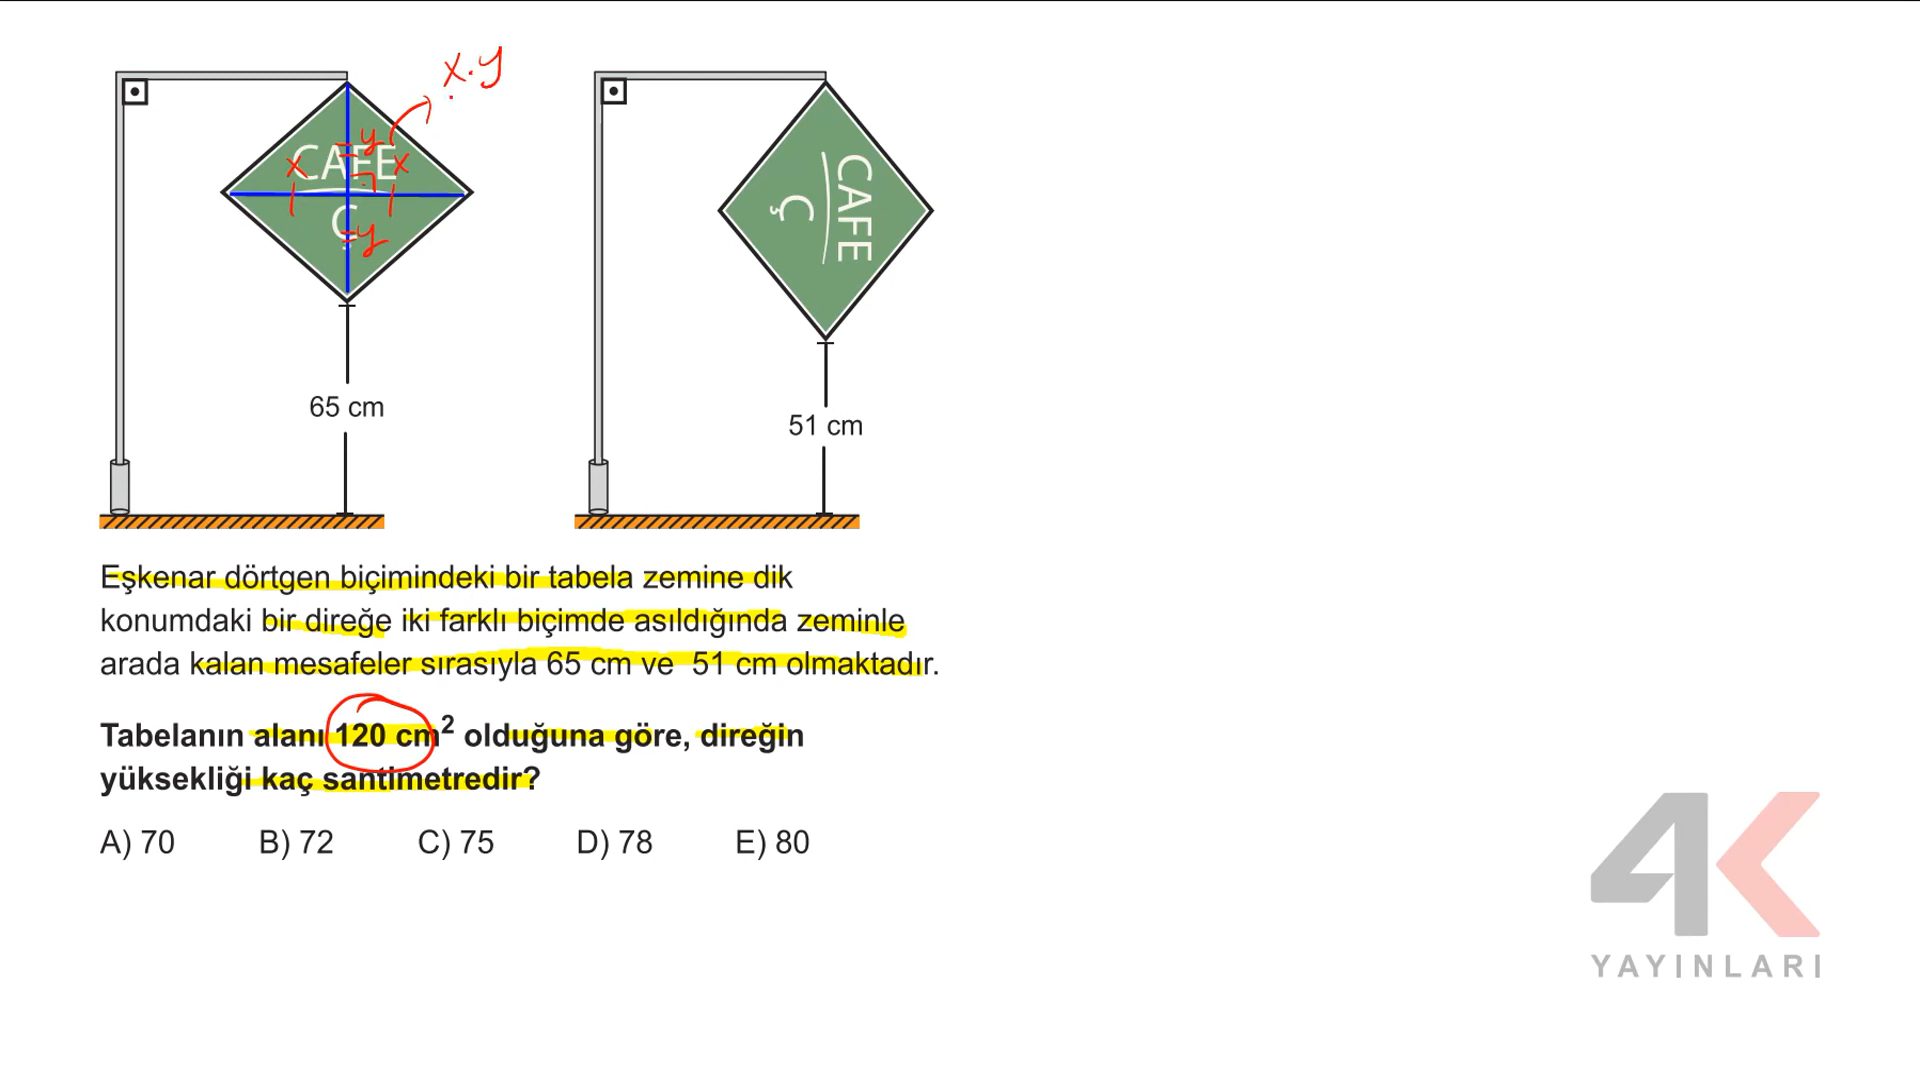 x.y
CAFE
Ç
x
x
y
y
65 cm
CAFE
Ç
51 cm
Eşkenar dörtgen biçimindeki bir tabela zemine dik
konumdaki bir direğe iki farklı biçimde asıldığında zeminle
arada kalan mesafeler sırasıyla 65 cm ve 51 cm olmaktadır.
Tabelanın alanı 120 cm² olduğuna göre, direğin
yüksekliği kaç santimetredir?
A) 70 B) 72 C) 75 D) 78 E) 80
4K
YAYINLARI